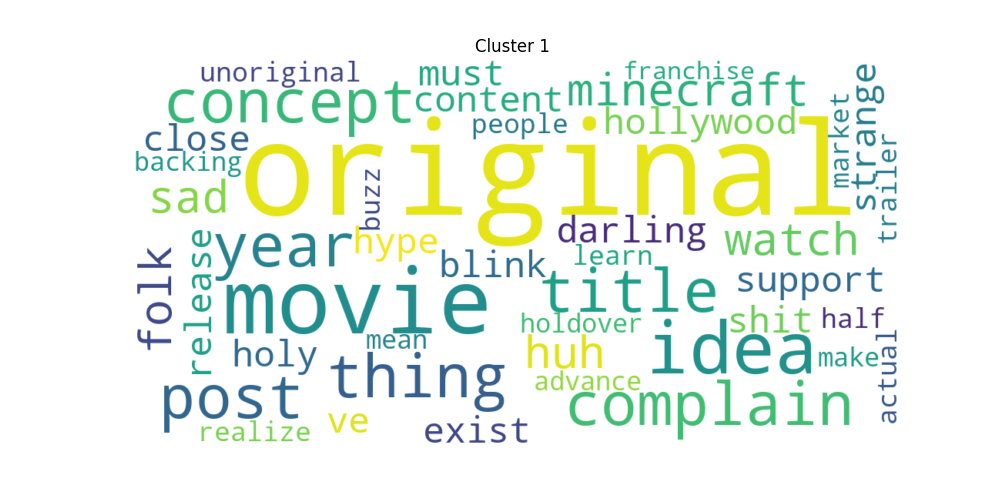 Cluster 1
unoriginal
must
franchise
concept
content
minecraft
strange
close
people
hollywood
market
backing
original
trailer
sad
buzz
darling
watch
folk
release
year
hype
blink
learn
support
movie
title
holdover
shit
half
holy
mean
huh
idea
make
actual
post
thing
advance
complain
realize
ve
exist